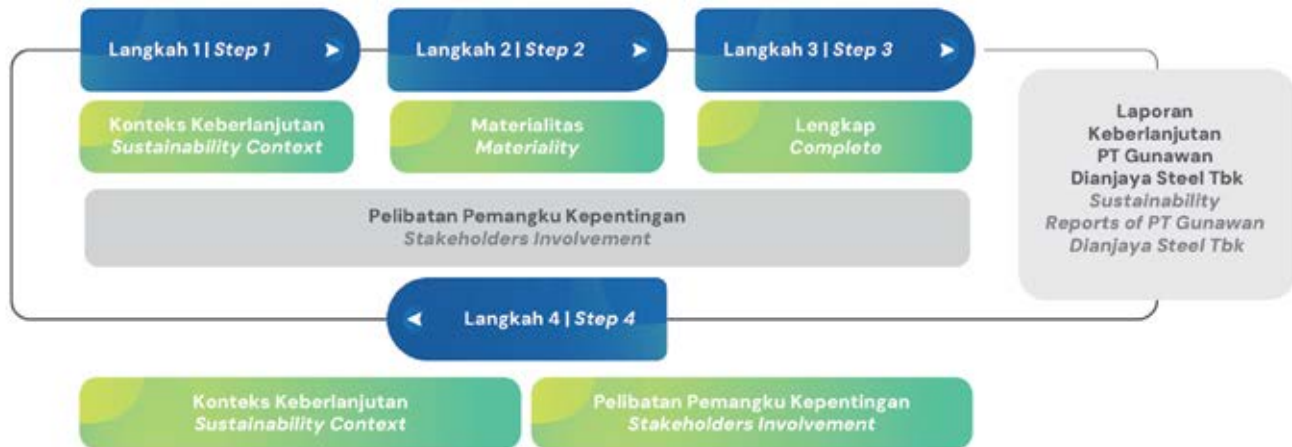 Langkah 1 | Step 1
Langkah 2 | Step 2
Langkah 3 | Step 3
Konteks Keberlanjutan
Sustainability Context
Materialitas
Materiality
Lengkap
Complete
Laporan
Keberlanjutan
PT Gunawan
Dianjaya Steel Tbk
Sustainability
Reports of PT Gunawan
Dianjaya Steel Tbk
Pelibatan Pemangku Kepentingan
Stakeholders Involvement
Langkah 4 | Step 4
Konteks Keberlanjutan
Sustainability Context
Pelibatan Pemangku Kepentingan
Stakeholders Involvement